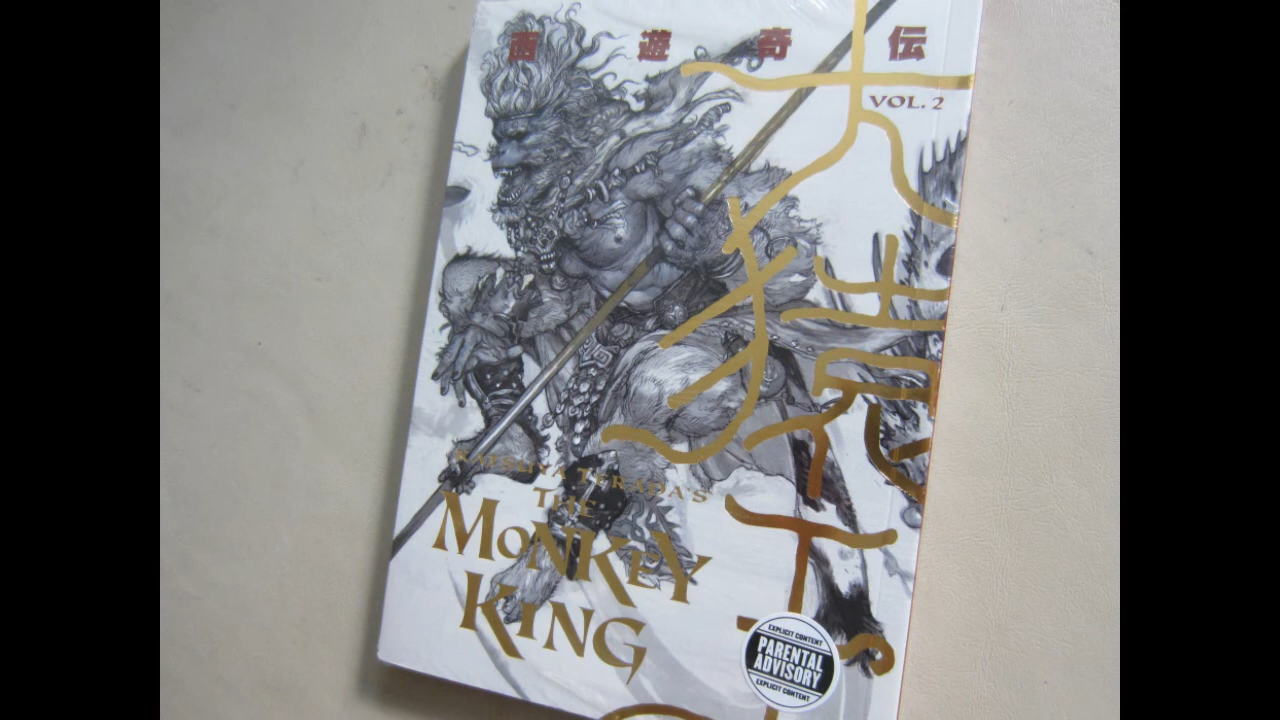 西遊奇伝
大猿王
VOL. 2
KATSUYA TERADA'S
THE
MONKEY
KING
EXPLICIT CONTENT
PARENTAL
ADVISORY
EXPLICIT CONTENT